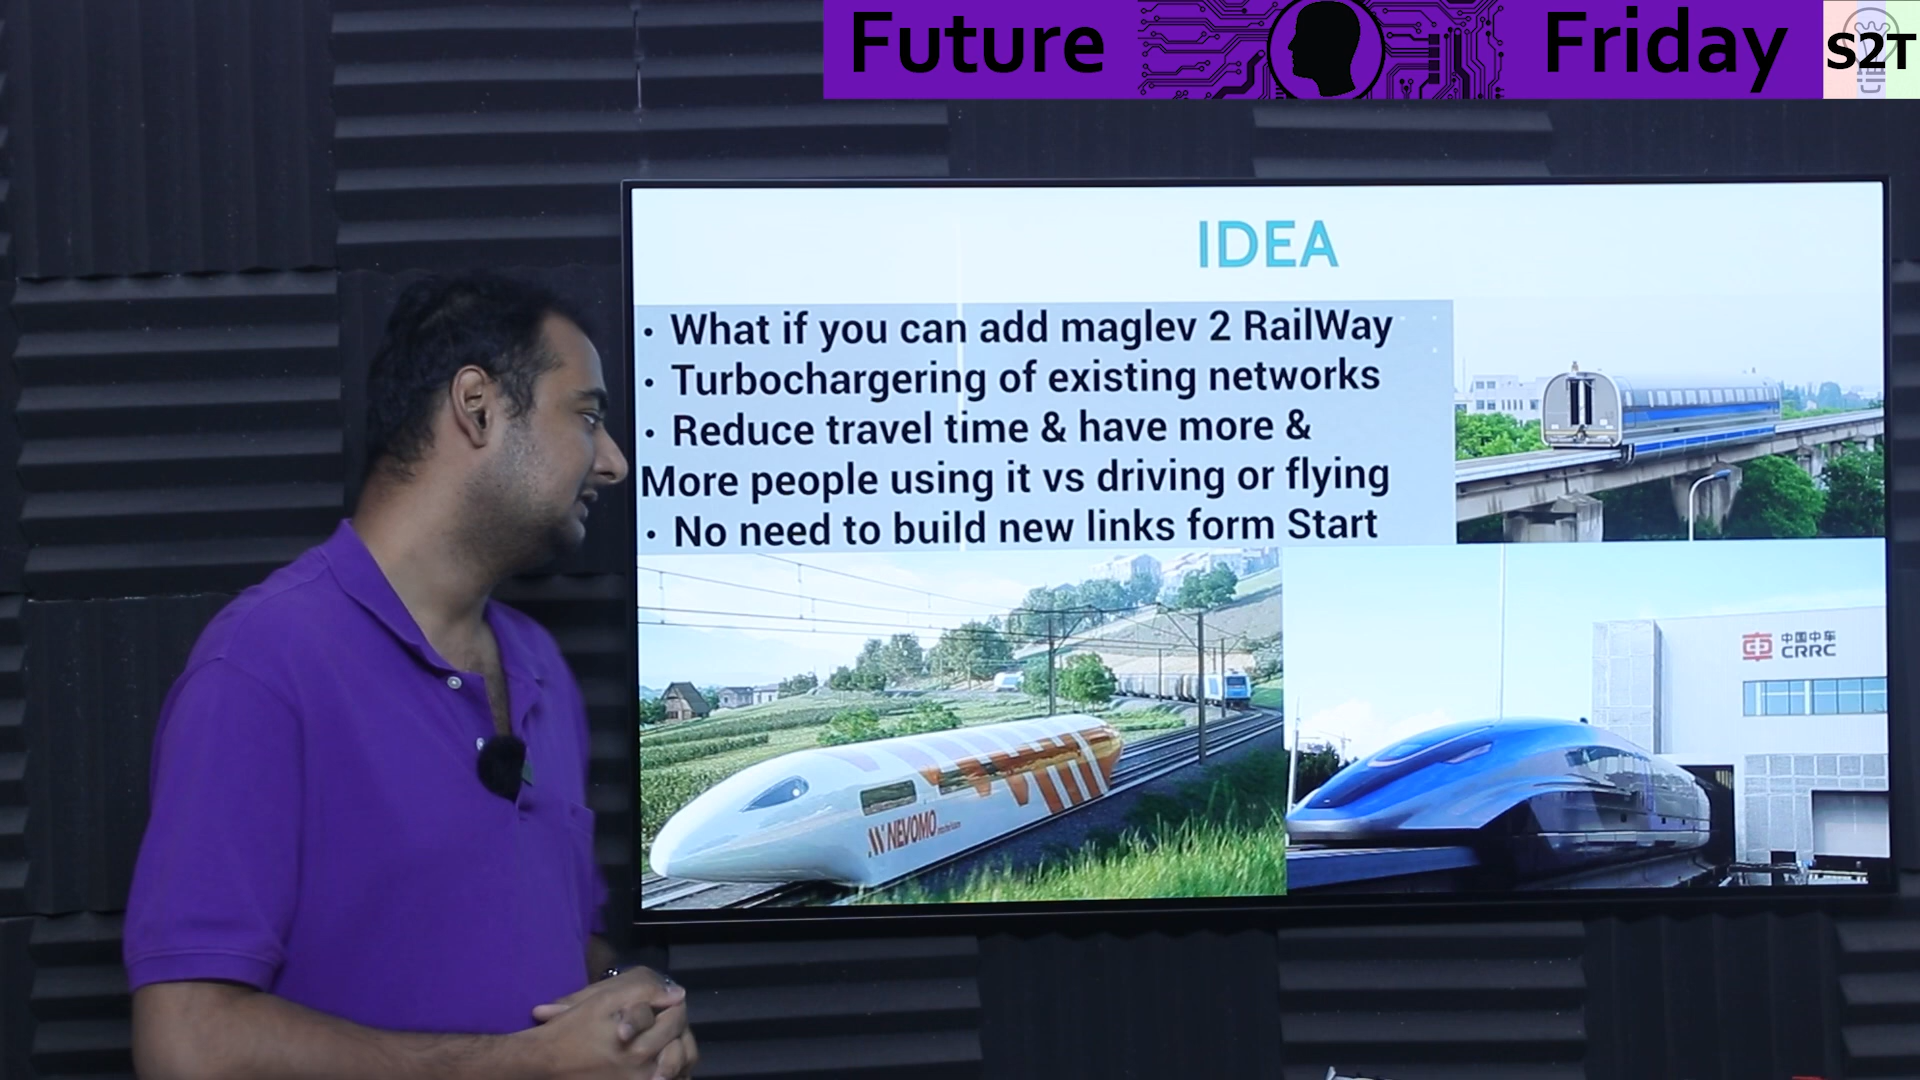 Future Friday
S2T
IDEA
• What if you can add maglev 2 RailWay
• Turbochargering of existing networks
• Reduce travel time & have more &
More people using it vs driving or flying
• No need to build new links form Start
NEVOMO
中国中车
CRRC